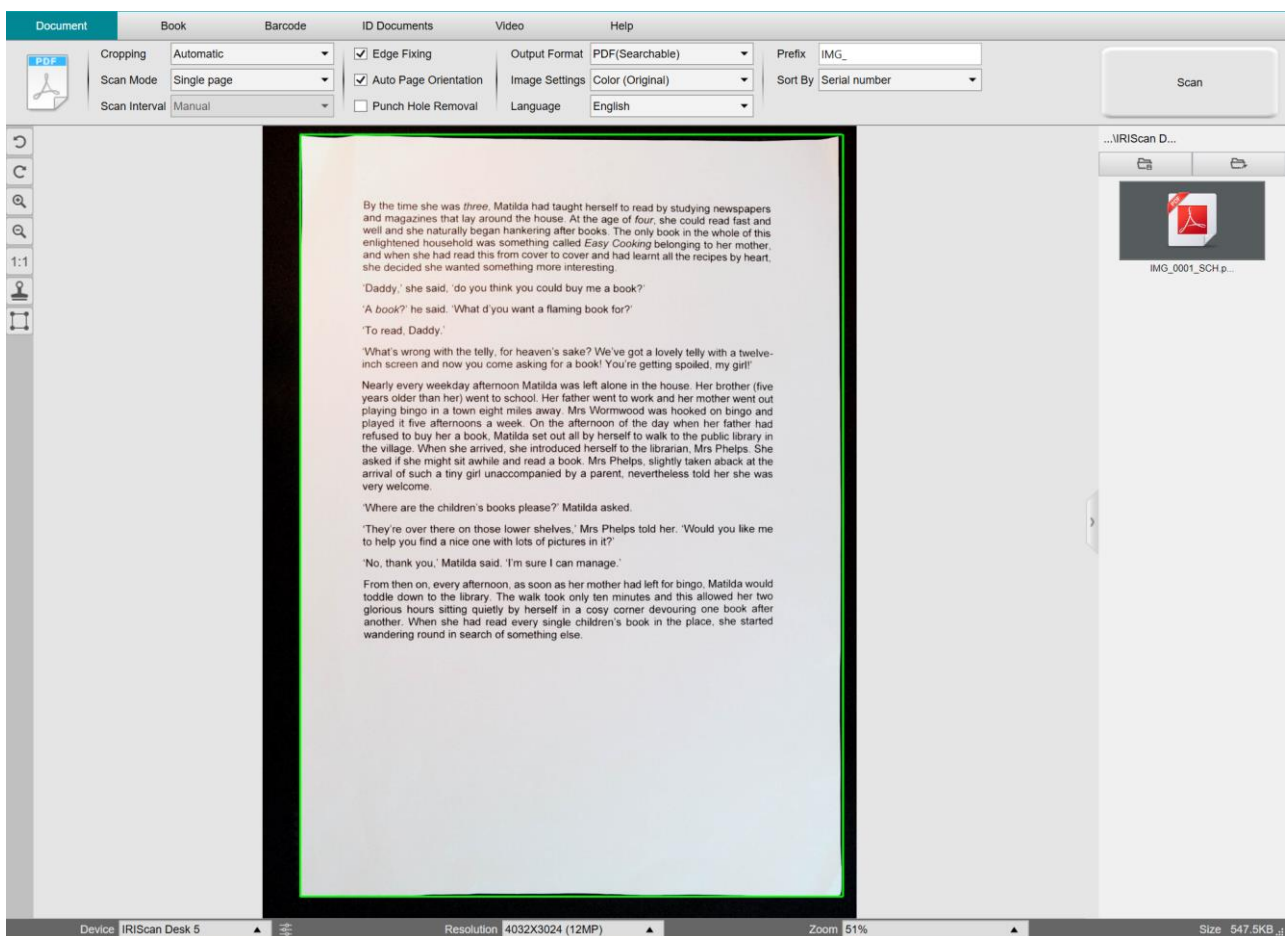 Document Book Barcode ID Documents Video Help
PDF
Cropping Automatic
Edge Fixing
Output Format PDF(Searchable)
Prefix IMG_
Scan Mode Single page
Auto Page Orientation
Image Settings Color (Original)
Sort By Serial number
Scan Interval Manual
Punch Hole Removal
Language English
Scan
...\IRIScan D...
IMG_0001_SCH.p...
1:1
By the time she was three, Matilda had taught herself to read by studying newspapers
and magazines that lay around the house. At the age of four, she could read fast and
well and she naturally began hankering after books. The only book in the whole of this
enlightened household was something called Easy Cooking belonging to her mother,
and when she had read this from cover to cover and had learnt all the recipes by heart,
she decided she wanted something more interesting.
'Daddy,' she said, 'do you think you could buy me a book?'
'A book?' he said. 'What d'you want a flaming book for?'
'To read, Daddy.'
'What's wrong with the telly, for heaven's sake? We've got a lovely telly with a twelve-
inch screen and now you come asking for a book! You're getting spoiled, my girl!'
Nearly every weekday afternoon Matilda was left alone in the house. Her brother (five
years older than her) went to school. Her father went to work and her mother went out
playing bingo in a town eight miles away. Mrs Wormwood was hooked on bingo and
played it five afternoons a week. On the afternoon of the day when her father had
refused to buy her a book, Matilda set out all by herself to walk to the public library in
the village. When she arrived, she introduced herself to the librarian, Mrs Phelps. She
asked if she might sit awhile and read a book. Mrs Phelps, slightly taken aback at the
arrival of such a tiny girl unaccompanied by a parent, nevertheless told her she was
very welcome.
'Where are the children's books please?' Matilda asked.
'They're over there on those lower shelves,' Mrs Phelps told her. 'Would you like me
to help you find a nice one with lots of pictures in it?'
'No, thank you,' Matilda said. 'I'm sure I can manage.'
From then on, every afternoon, as soon as her mother had left for bingo, Matilda would
toddle down to the library. The walk took only ten minutes and this allowed her two
glorious hours sitting quietly by herself in a cosy corner devouring one book after
another. When she had read every single children's book in the place, she started
wandering round in search of something else.
Device IRIScan Desk 5 Resolution 4032X3024 (12MP) Zoom 51% Size 547.5KB